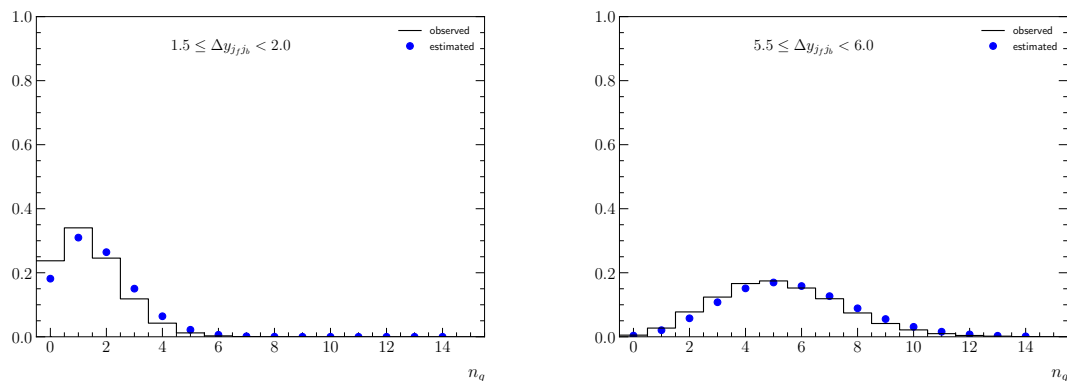 1.0
0.8
0.6
0.4
0.2
0.0
1.5 ≤ Δy_{j_f j_b} < 2.0
observed
estimated
0 2 4 6 8 10 12 14
n_g
1.0
0.8
0.6
0.4
0.2
0.0
5.5 ≤ Δy_{j_f j_b} < 6.0
observed
estimated
0 2 4 6 8 10 12 14
n_g